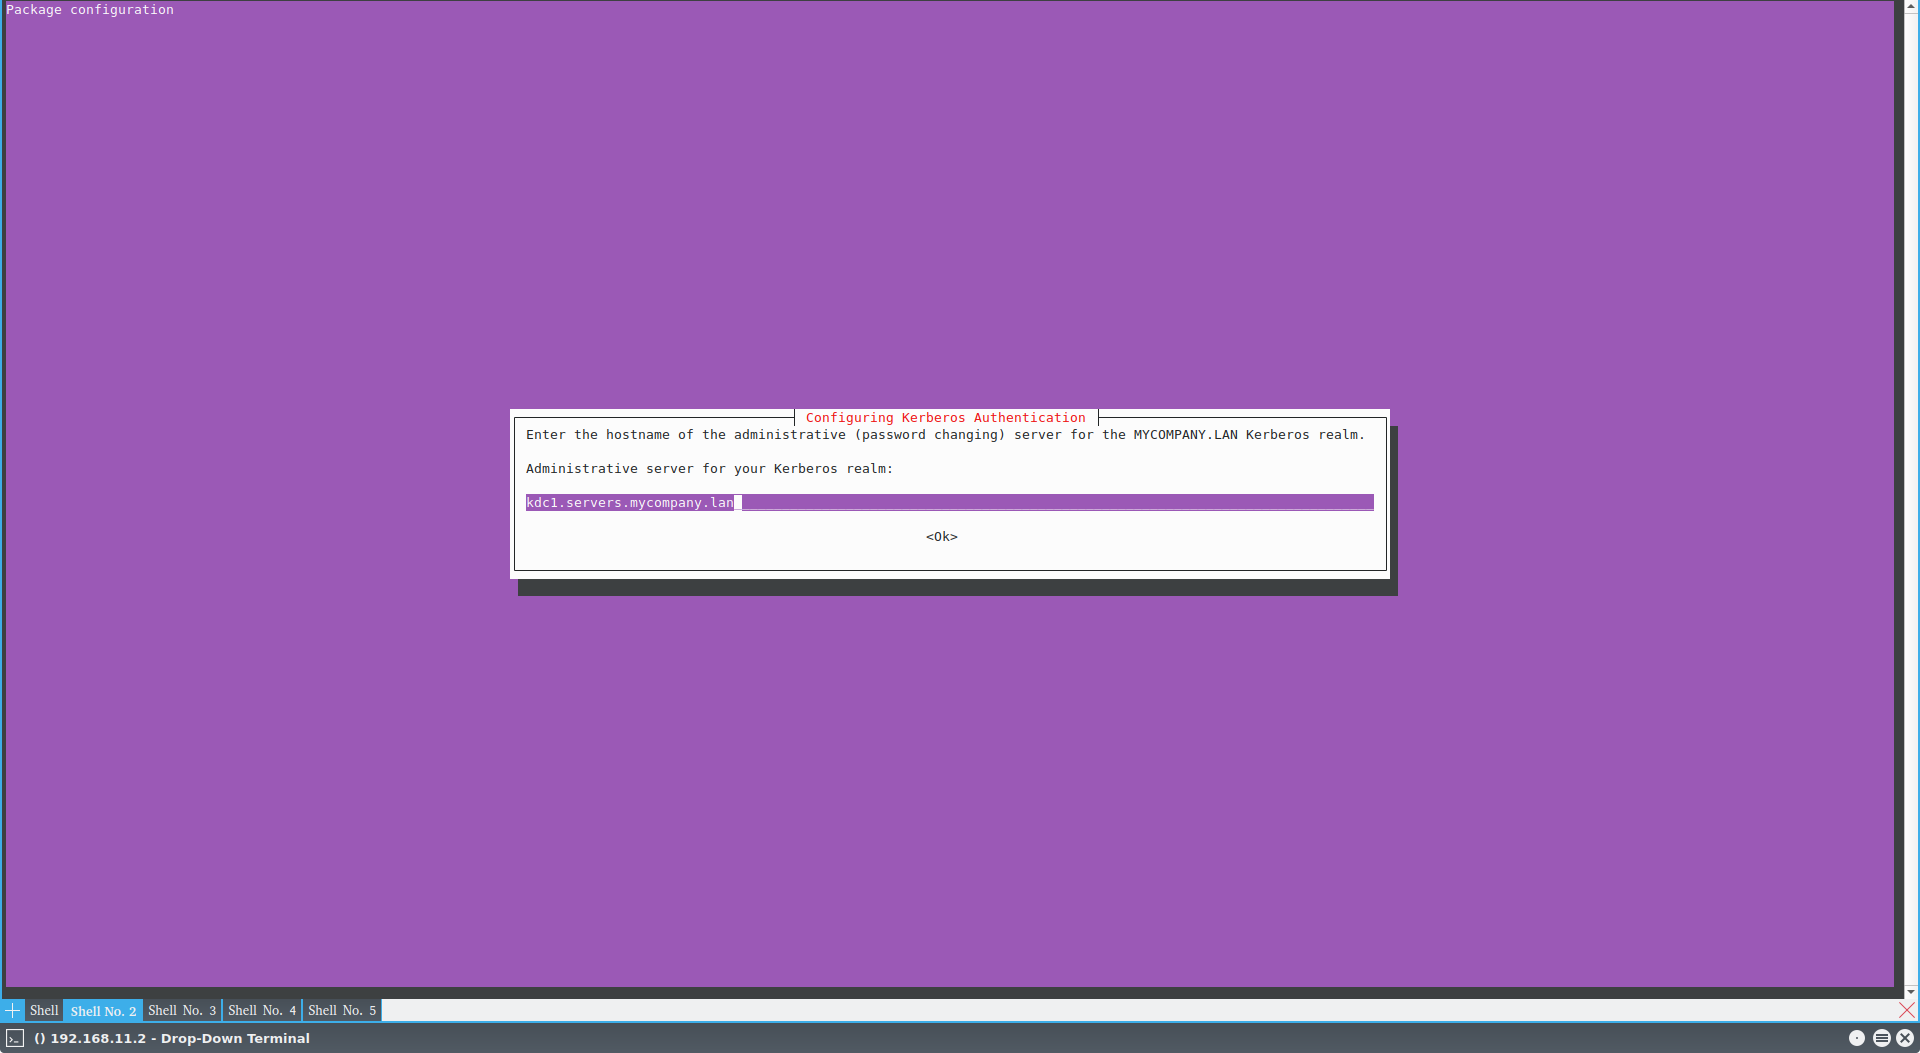 Package configuration
Configuring Kerberos Authentication
Enter the hostname of the administrative (password changing) server for the MYCOMPANY.LAN Kerberos realm.
Administrative server for your Kerberos realm:
kdc1.servers.mycompany.lan
<Ok>
Shell Shell No. 2 Shell No. 3 Shell No. 4 Shell No. 5
() 192.168.11.2 - Drop-Down Terminal